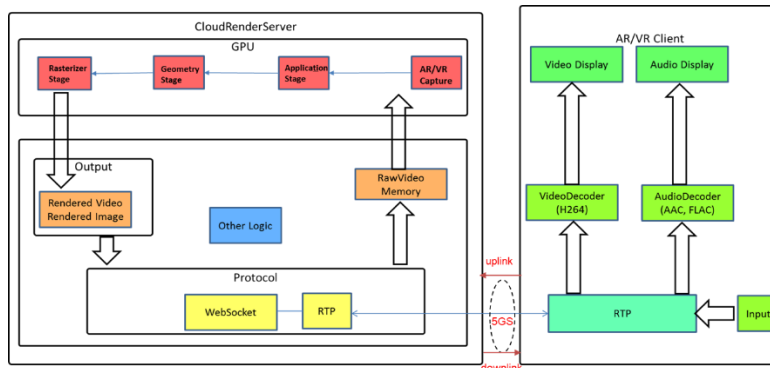 CloudRenderServer
GPU
Rasterizer
Stage
Geometry
Stage
Application
Stage
AR/VR
Capture
Output
Rendered Video
Rendered Image
RawVideo
Memory
Other Logic
Protocol
WebSocket
RTP
uplink
5GS
downlink
AR/VR Client
Video Display
Audio Display
VideoDecoder
(H264)
AudioDecoder
(AAC, FLAC)
RTP
Input